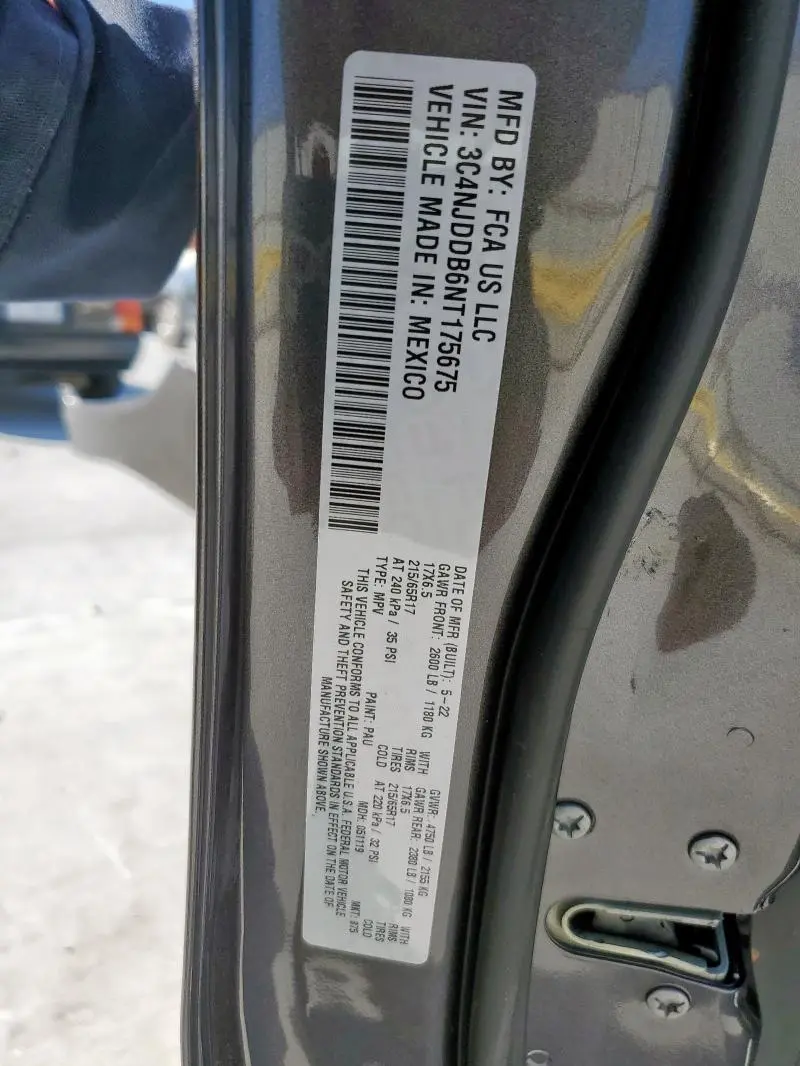 MFD BY: FCA US LLC
VIN: 3C4NJDDB6NT175675
VEHICLE MADE IN: MEXICO
DATE OF MFR (BUILT): 5-22 GVWR: 4750 LB / 2155 KG
GAWR FRONT: 2600 LB / 1180 KG WITH GAWR REAR: 2380 LB / 1080 KG WITH
17X6.5 RIMS 17X6.5 RIMS
215/65R17 TIRES 215/65R17 TIRES
AT 240 kPa / 35 PSI COLD AT 220 kPa / 32 PSI COLD
TYPE: MPV PAINT: PAU MDH: 051119 MKT: 975
THIS VEHICLE CONFORMS TO ALL APPLICABLE U.S.A. FEDERAL MOTOR VEHICLE
SAFETY AND THEFT PREVENTION STANDARDS IN EFFECT ON THE DATE OF
MANUFACTURE SHOWN ABOVE.